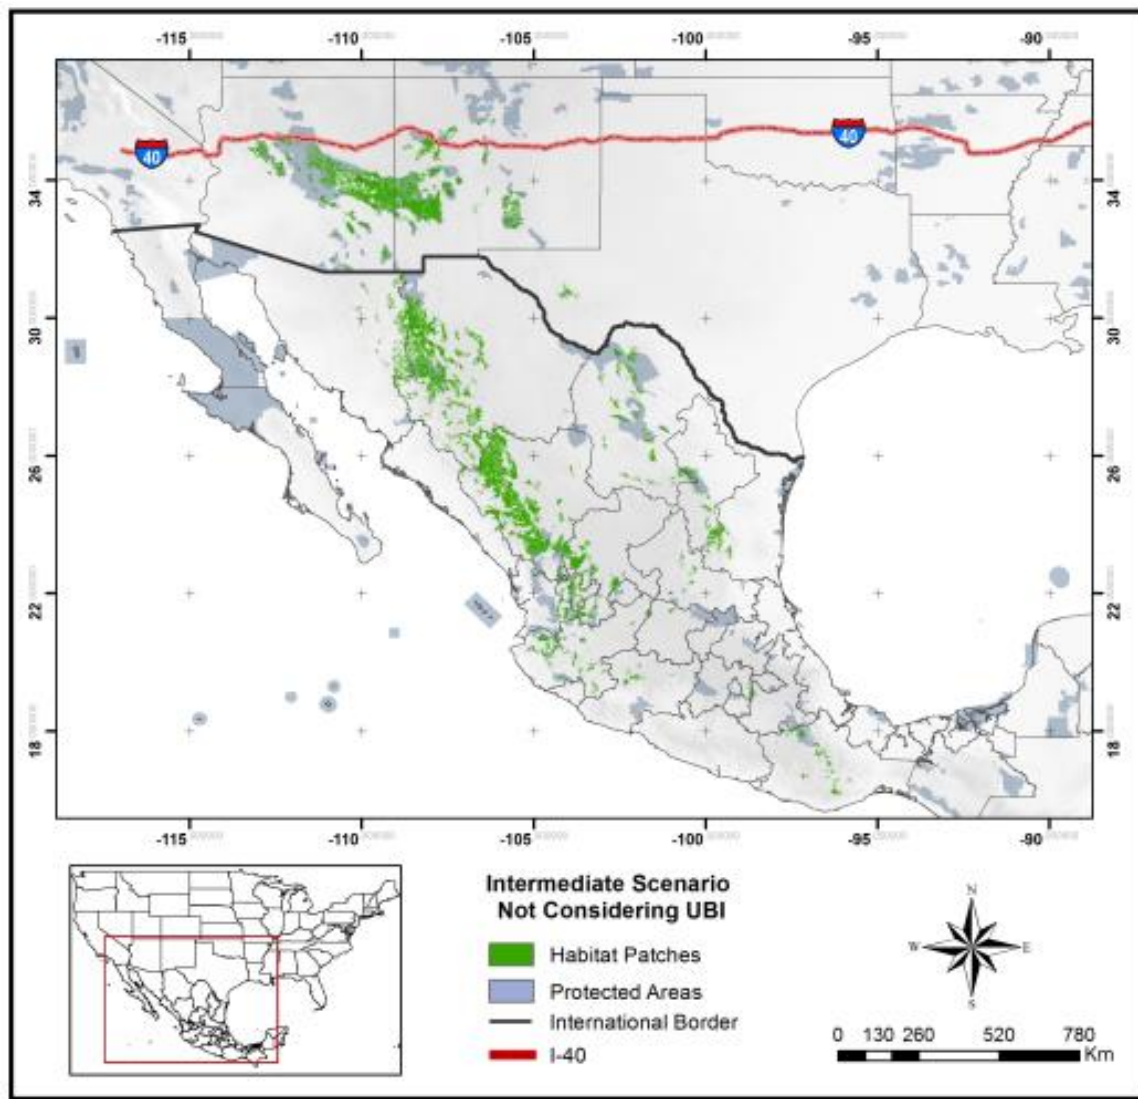 -115 -110 -105 -100 -95 -90
40
40
34
34
30
30
26
26
22
22
18
18
-115 -110 -105 -100 -95 -90
Intermediate Scenario
Not Considering UBI
Habitat Patches
Protected Areas
International Border
I-40
N
W E
S
0 130 260 520 780
Km